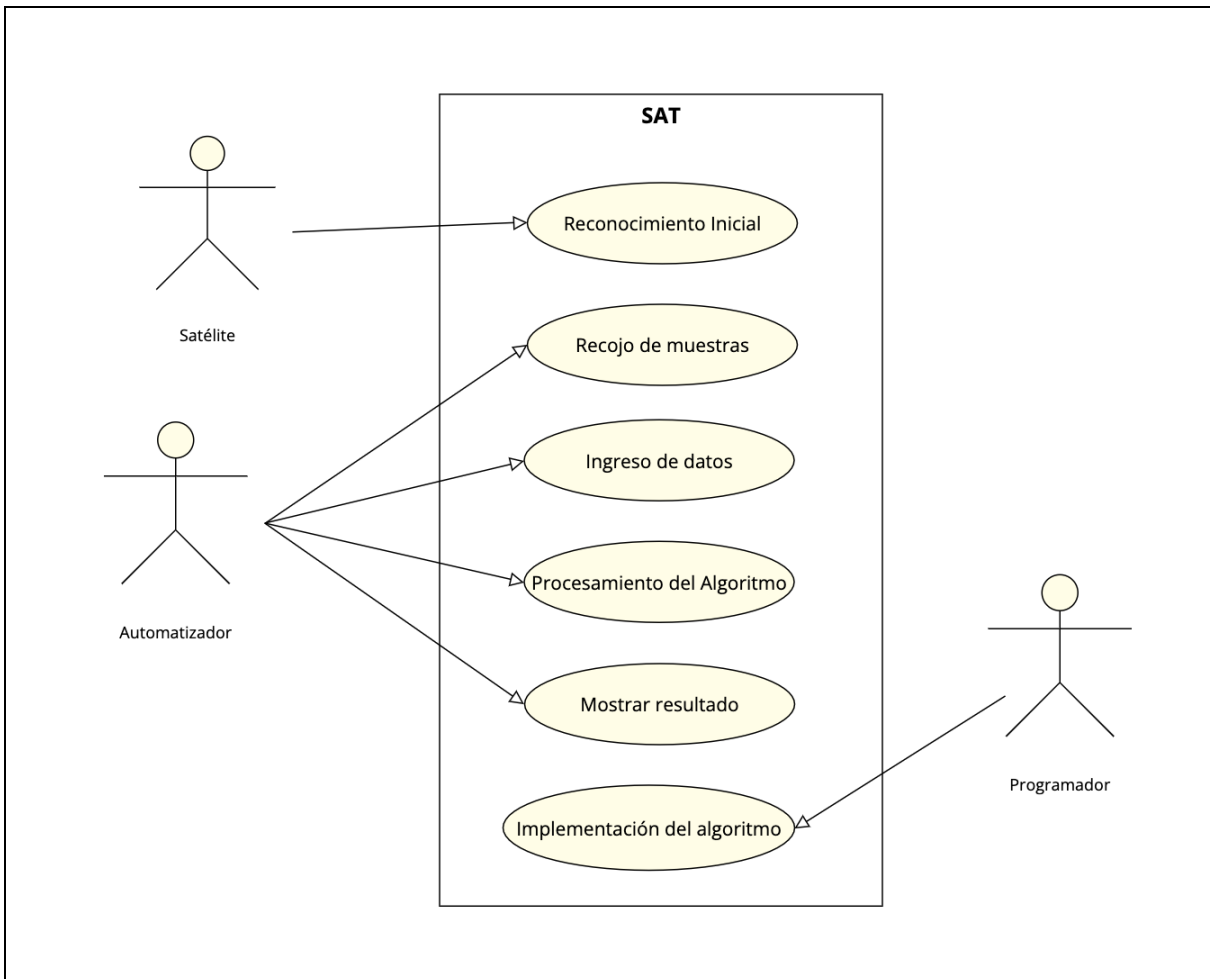 SAT
Reconocimiento Inicial
Satélite
Recojo de muestras
Ingreso de datos
Automatizador
Procesamiento del Algoritmo
Mostrar resultado
Programador
Implementación del algoritmo